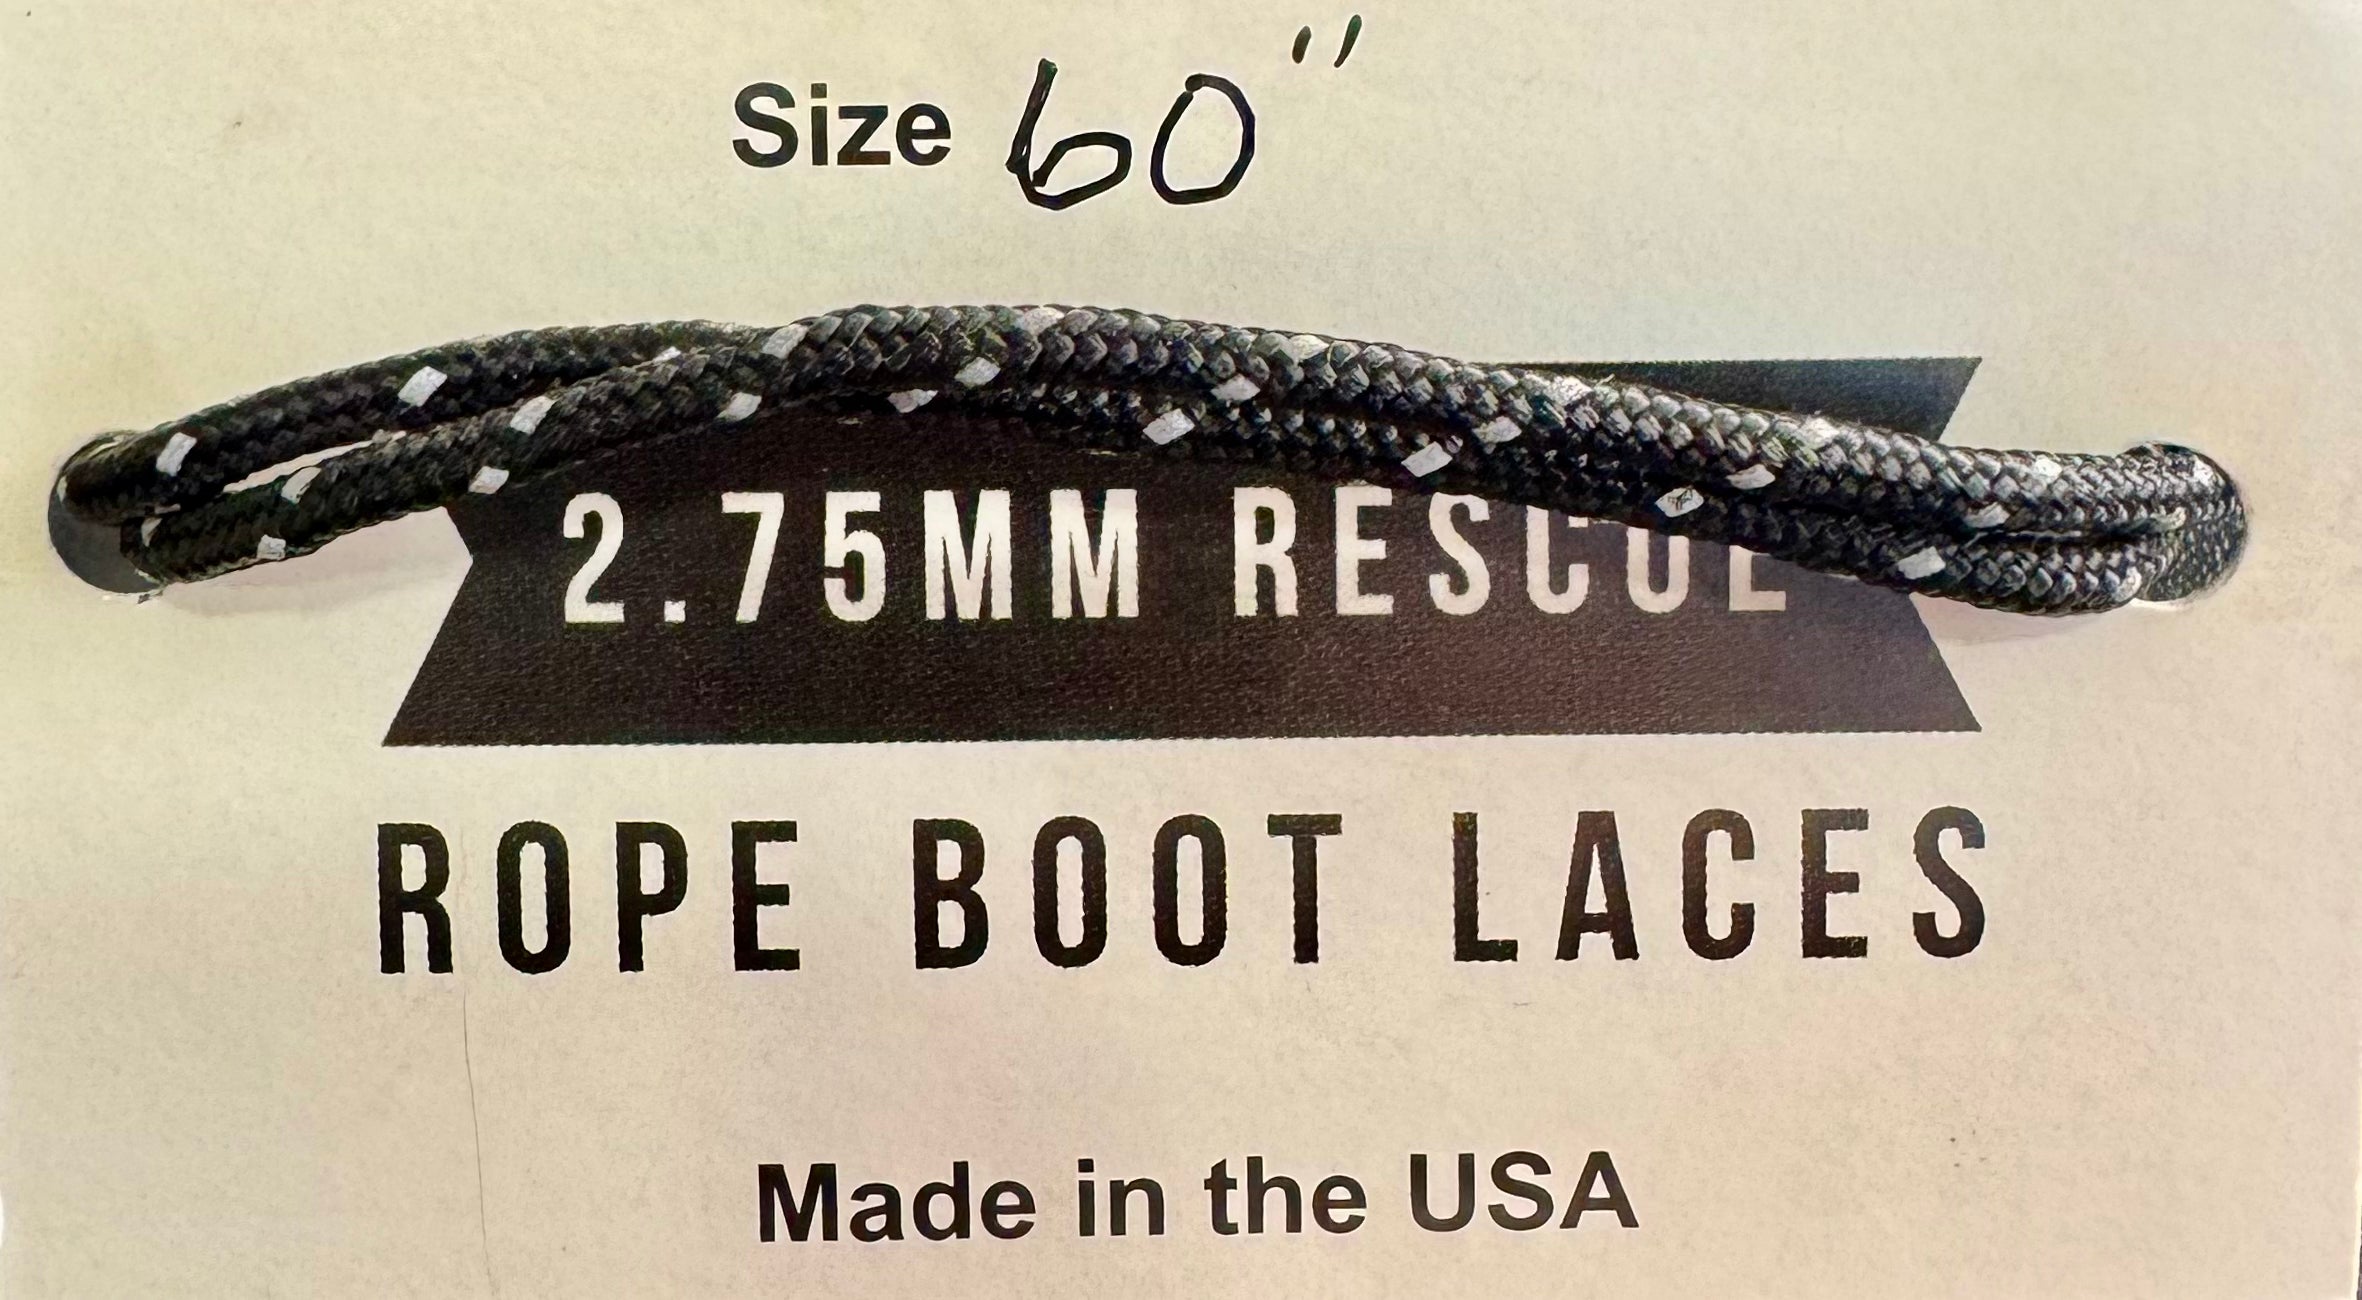 Size 60"
2.75MM RESCUE
ROPE BOOT LACES
Made in the USA